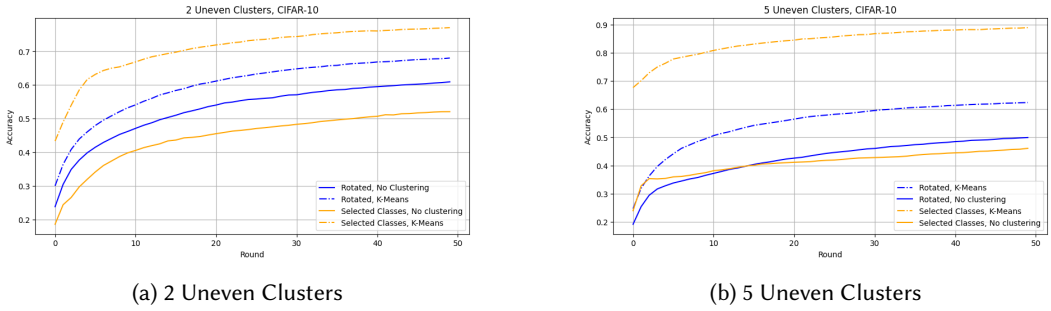 2 Uneven Clusters, CIFAR-10
Accuracy
0.7
0.6
0.5
0.4
0.3
0.2
Rotated, No Clustering
Rotated, K-Means
Selected Classes, No clustering
Selected Classes, K-Means
0 10 20 30 40 50
Round
(a) 2 Uneven Clusters
5 Uneven Clusters, CIFAR-10
Accuracy
0.9
0.8
0.7
0.6
0.5
0.4
0.3
0.2
Rotated, K-Means
Rotated, No clustering
Selected Classes, K-Means
Selected Classes, No clustering
0 10 20 30 40 50
Round
(b) 5 Uneven Clusters